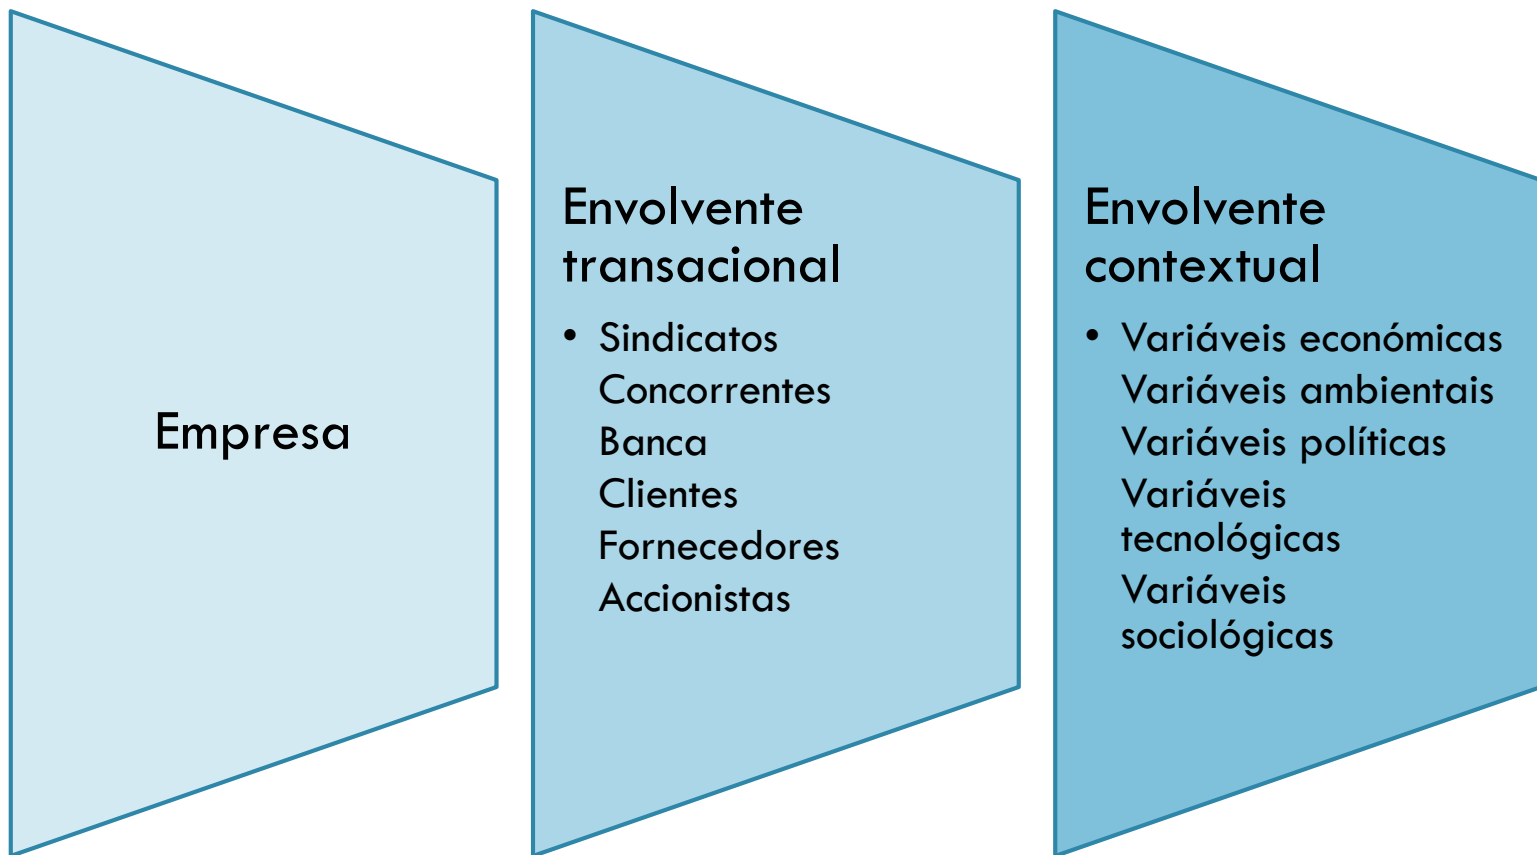 Empresa
Envolvente
transacional
• Sindicatos
Concorrentes
Banca
Clientes
Fornecedores
Accionistas
Envolvente
contextual
• Variáveis económicas
Variáveis ambientais
Variáveis políticas
Variáveis
tecnológicas
Variáveis
sociológicas